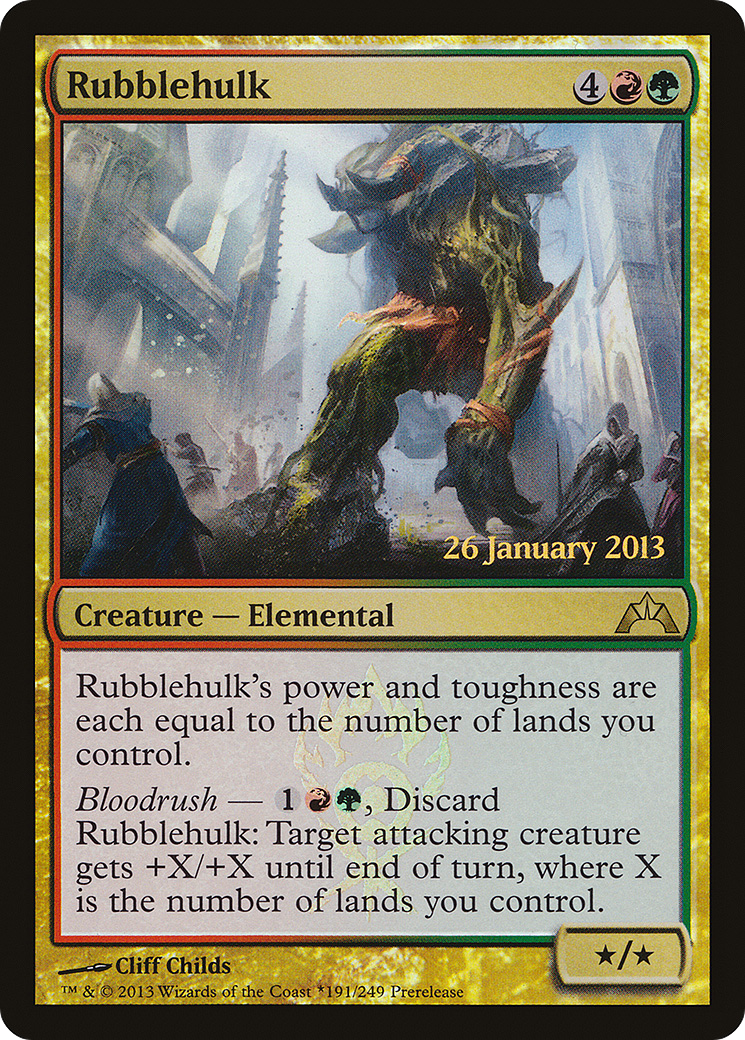 Rubblehulk 4
26 January 2013
Creature — Elemental
Rubblehulk's power and toughness are
each equal to the number of lands you
control.
Bloodrush — 1 , Discard
Rubblehulk: Target attacking creature
gets +X/+X until end of turn, where X
is the number of lands you control.
★/★
Cliff Childs
™ & © 2013 Wizards of the Coast *191/249 Prerelease